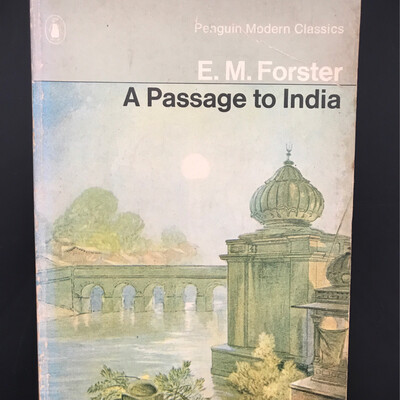 Penguin Modern Classics
E. M. Forster
A Passage to India